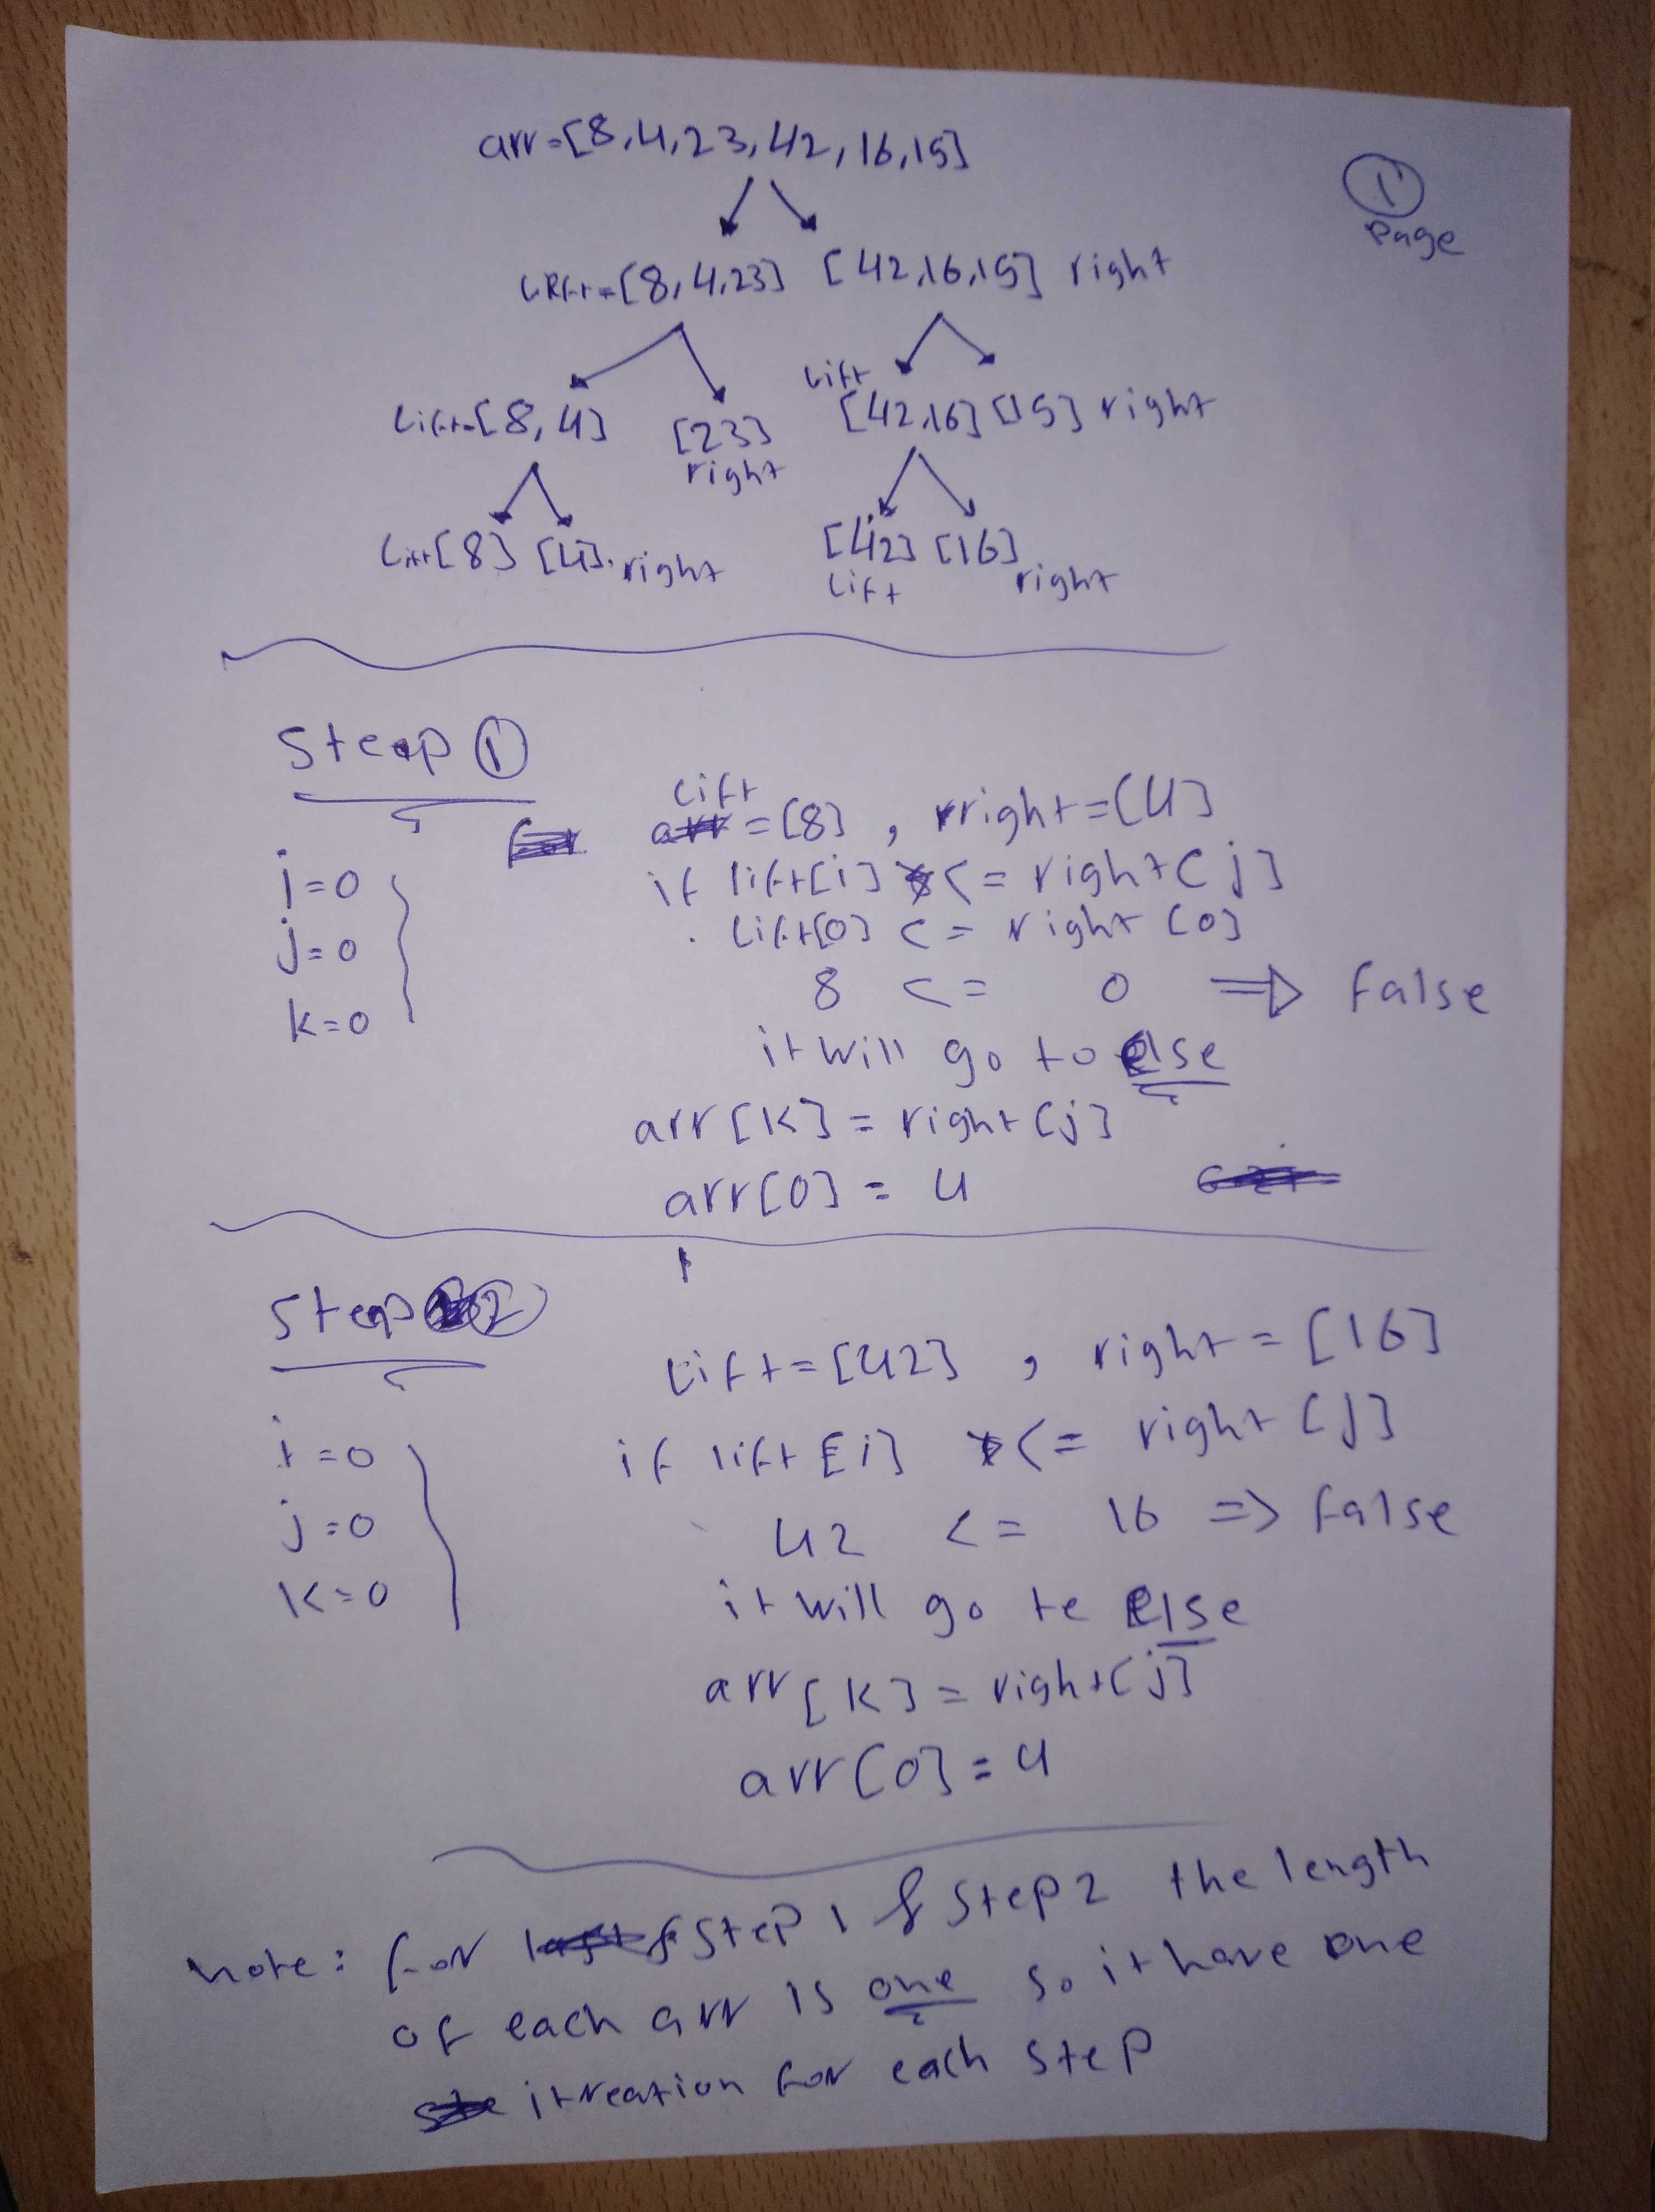 arr=[8,4,23,42,16,15]
1
Page
left=[8,4,23] [42,16,15] right
lift=[8,4] [23] right lift [42,16] [15] right
lift[8] [4] right [42] lift [16] right
Steap 1
lift = [8] , right=[4]
i=0
j=0
k=0
if lift[i] <= right[j]
lift[0] <= right[0]
8 <= 0 => false
it will go to else
arr[k] = right[j]
arr[0] = 4
Steap 2
lift=[42] , right=[16]
i=0
j=0
k=0
if lift[i] <= right[j]
42 <= 16 => false
it will go te else
arr[k] = right[j]
arr[0]=4
note: for step 1 & step 2 the length
of each arr is one so it have one
itreation for each step